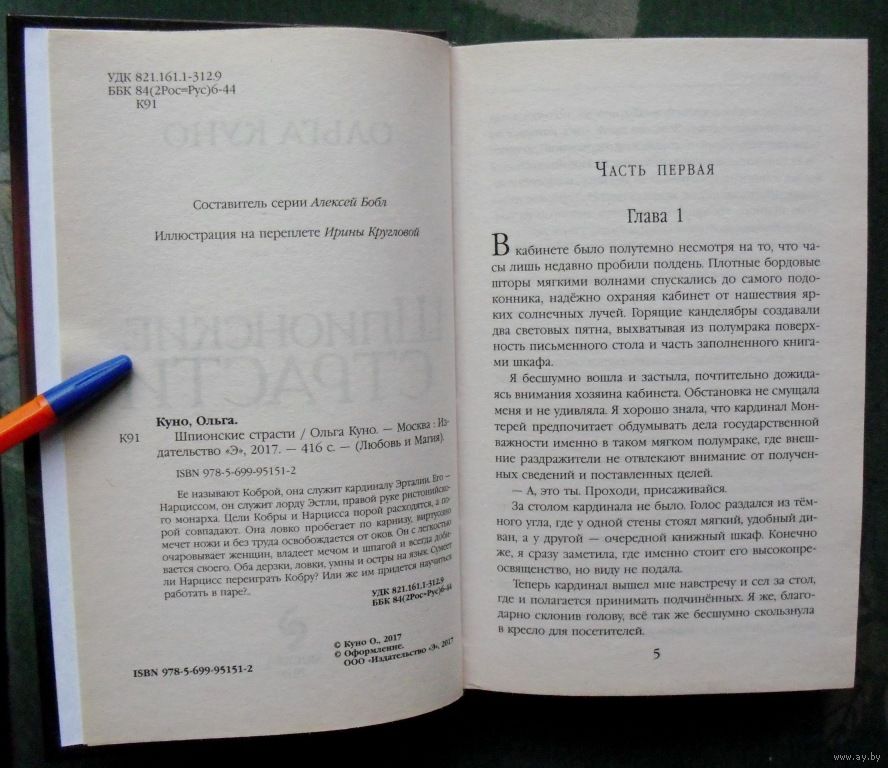 УДК 821.161.1-312.9
ББК 84(2Рос=Рус)6-44
К91
ОЛЬГА КУНО
Составитель серии Алексей Бобл
Иллюстрация на переплете Ирины Кругловой
ШПИОНСКИЕ
СТРАСТИ
Куно, Ольга.
К91 Шпионские страсти / Ольга Куно. — Москва : Из-
дательство «Э», 2017. — 416 с. — (Любовь и Магия).
ISBN 978-5-699-95151-2
Ее называют Коброй, она служит кардиналу Эрталии. Его —
Нарциссом, он служит лорду Эстли, правой руке ристонийско-
го монарха. Цели Кобры и Нарцисса порой расходятся, а по-
рой совпадают. Она ловко пробегает по карнизу, виртуозно
мечет ножи и без труда освобождается от оков. Он с легкостью
очаровывает женщин, владеет мечом и шпагой и всегда доби-
вается своего. Оба дерзки, ловки, умны и остры на язык. Сумеет
ли Нарцисс переиграть Кобру? Или же им придется научиться
работать в паре?..
УДК 821.161.1-312.9
ББК 84(2Рос=Рус)6-44
© Куно О., 2017
© Оформление.
ООО «Издательство «Э», 2017
ISBN 978-5-699-95151-2
Часть первая
Глава 1
В кабинете было полутемно несмотря на то, что ча-
сы лишь недавно пробили полдень. Плотные бордовые
шторы мягкими волнами спускались до самого подо-
конника, надёжно охраняя кабинет от нашествия яр-
ких солнечных лучей. Горящие канделябры создавали
два световых пятна, выхватывая из полумрака поверх-
ность письменного стола и часть заполненного книга-
ми шкафа.
Я бесшумно вошла и застыла, почтительно дожида-
ясь внимания хозяина кабинета. Обстановка не смущала
меня и не удивляла. Я хорошо знала, что кардинал Мон-
терей предпочитает обдумывать дела государственной
важности именно в таком мягком полумраке, где внеш-
ние раздражители не отвлекают внимание от получен-
ных сведений и поставленных целей.
— А, это ты. Проходи, присаживайся.
За столом кардинала не было. Голос раздался из тём-
ного угла, где у одной стены стоял мягкий, удобный ди-
ван, а у другой — очередной книжный шкаф. Конечно
же, я сразу заметила, где именно стоит его высокопре-
освященство, но виду не подала.
Теперь кардинал вышел мне навстречу и сел за стол,
где и полагается принимать подчинённых. Я же, благо-
дарно склонив голову, всё так же бесшумно скользнула
в кресло для посетителей.
5
www.ay.by